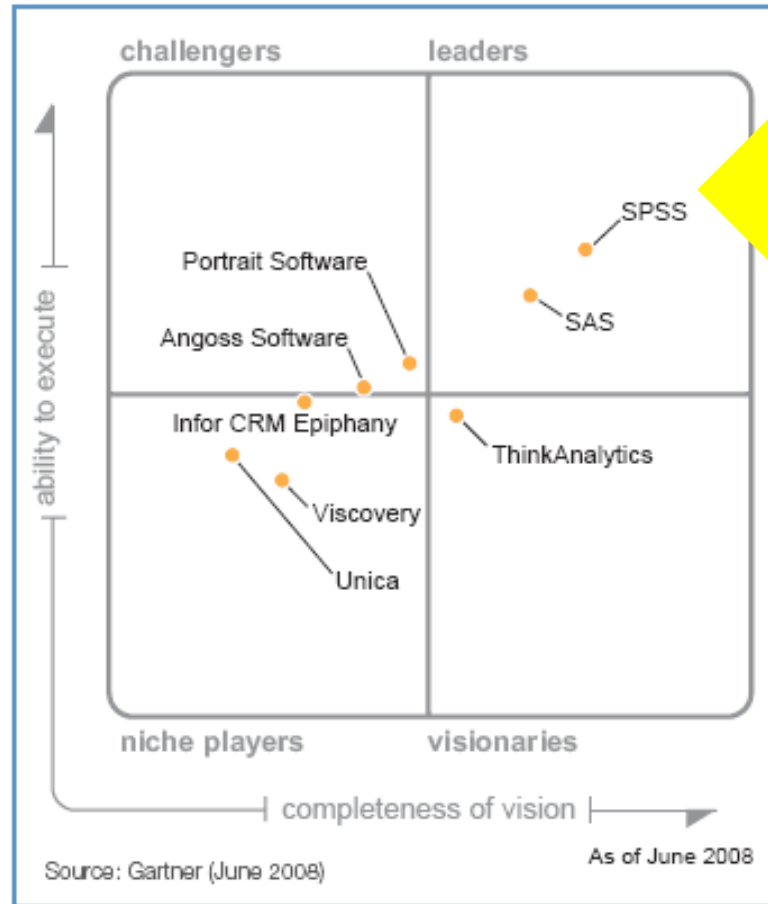 challengers
leaders
SPSS
Portrait Software
SAS
Angoss Software
Infor CRM Epiphany
ThinkAnalytics
Viscovery
Unica
ability to execute
niche players
visionaries
completeness of vision
As of June 2008
Source: Gartner (June 2008)